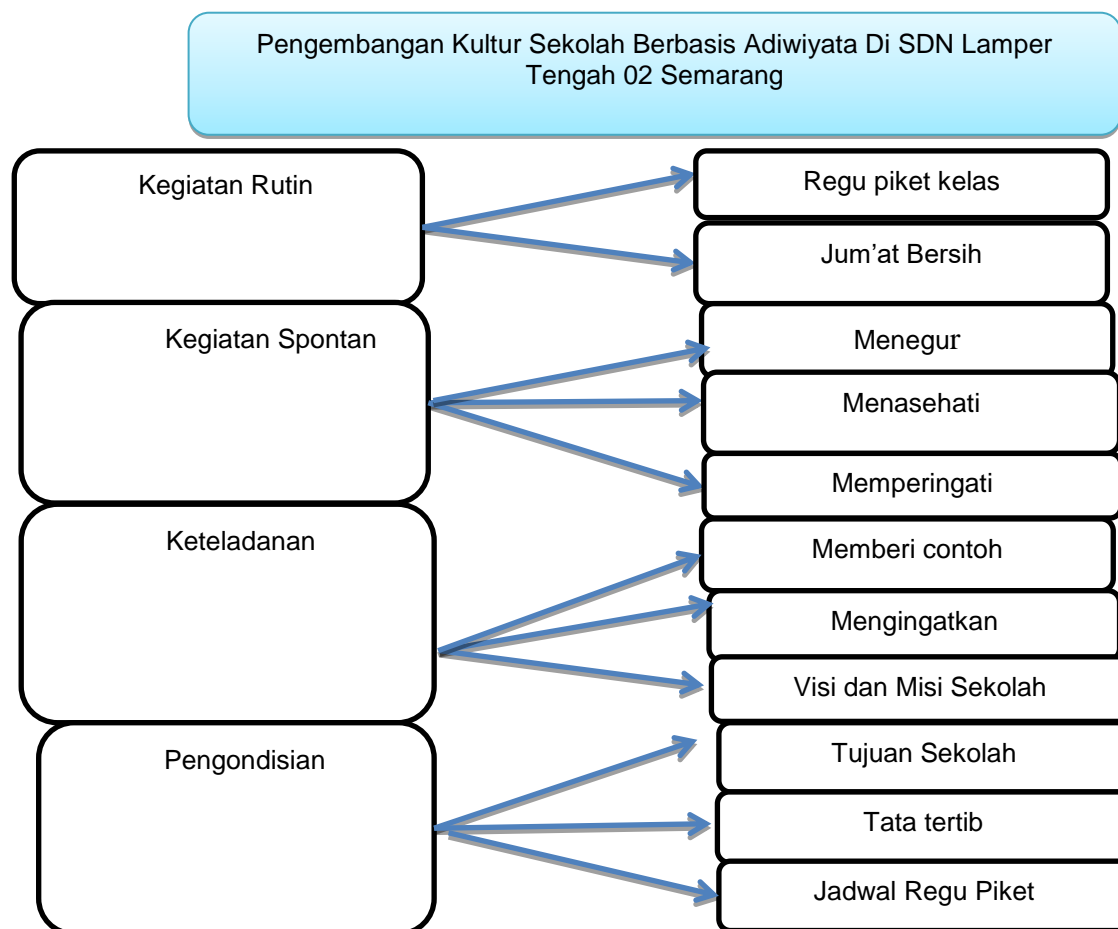 Pengembangan Kultur Sekolah Berbasis Adiwiyata Di SDN Lamper
Tengah 02 Semarang
Kegiatan Rutin
Regu piket kelas
Jum’at Bersih
Kegiatan Spontan
Menegur
Menasehati
Memperingati
Keteladanan
Memberi contoh
Mengingatkan
Visi dan Misi Sekolah
Pengondisian
Tujuan Sekolah
Tata tertib
Jadwal Regu Piket